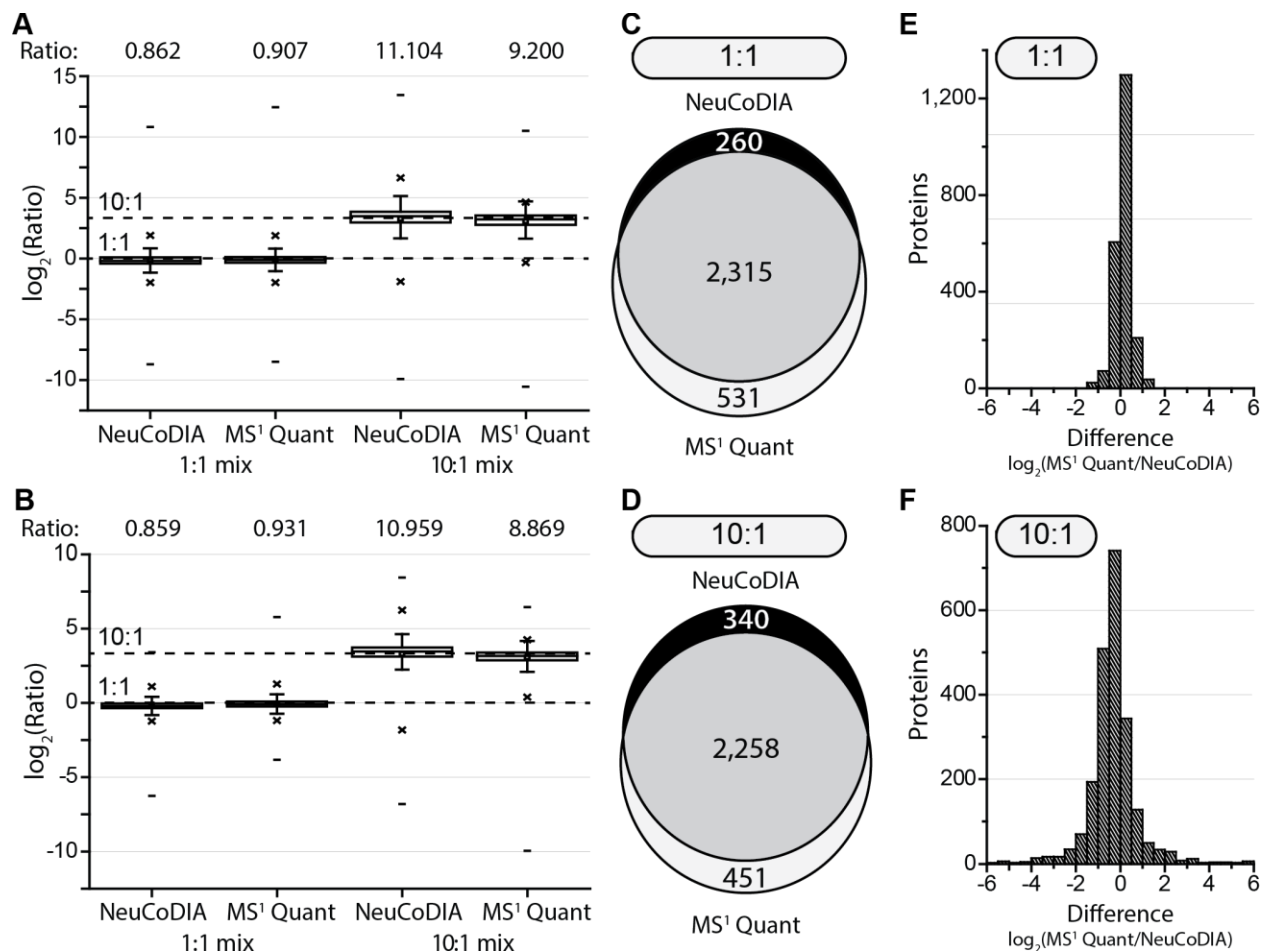 A
Ratio: 0.862 0.907 11.104 9.200
15
10
5
0
-5
-10
log₂(Ratio)
10:1
1:1
NeuCoDIA MS¹ Quant NeuCoDIA MS¹ Quant
1:1 mix 10:1 mix
B
Ratio: 0.859 0.931 10.959 8.869
10
5
0
-5
-10
log₂(Ratio)
10:1
1:1
NeuCoDIA MS¹ Quant NeuCoDIA MS¹ Quant
1:1 mix 10:1 mix
C
1:1
NeuCoDIA
260
2,315
531
MS¹ Quant
D
10:1
NeuCoDIA
340
2,258
451
MS¹ Quant
E
1:1
1,200
800
400
0
Proteins
-6 -4 -2 0 2 4 6
Difference
log₂(MS¹ Quant/NeuCoDIA)
F
10:1
800
600
400
200
0
Proteins
-6 -4 -2 0 2 4 6
Difference
log₂(MS¹ Quant/NeuCoDIA)